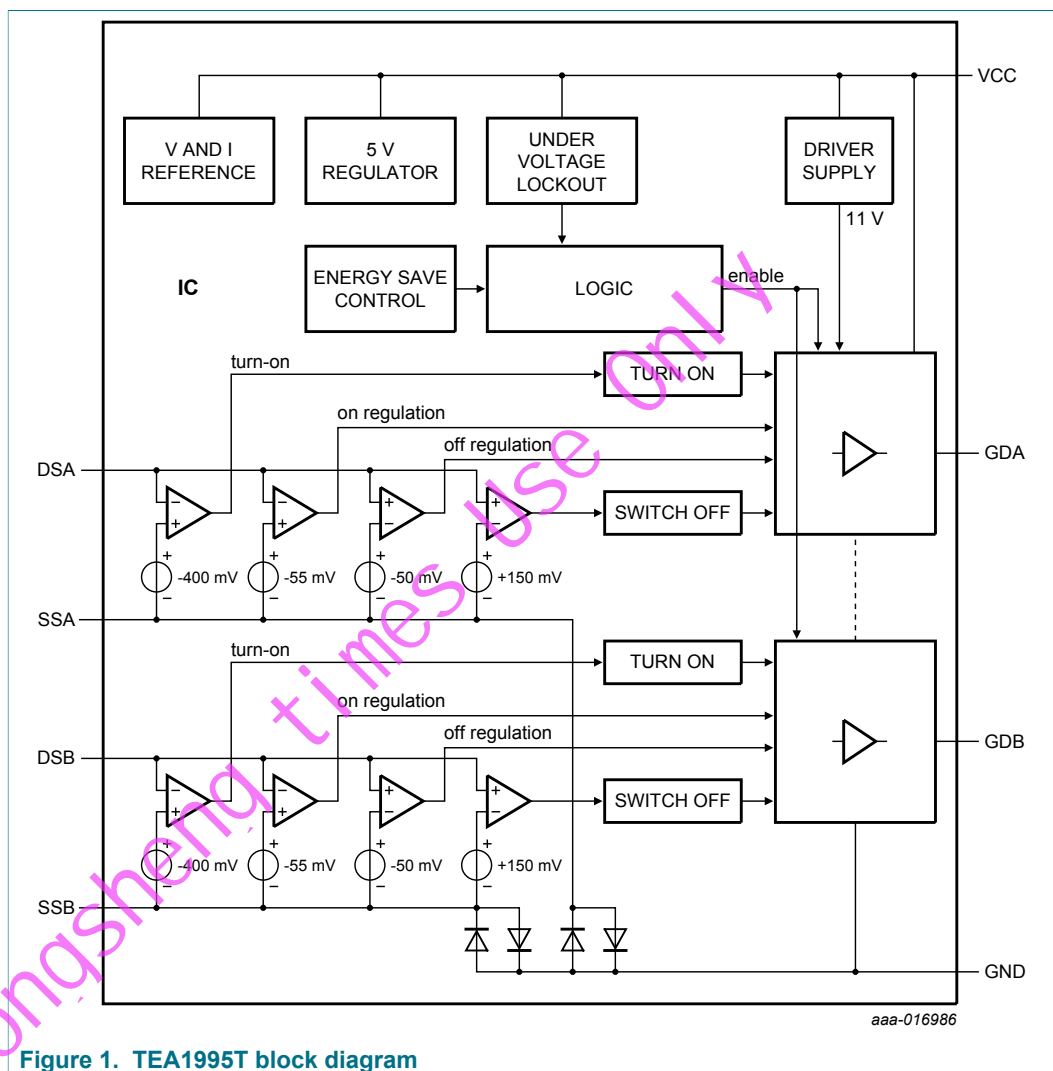 VCC
V AND I
REFERENCE
5 V
REGULATOR
UNDER
VOLTAGE
LOCKOUT
DRIVER
SUPPLY
11 V
IC
ENERGY SAVE
CONTROL
LOGIC
enable
turn-on
TURN ON
on regulation
off regulation
DSA
GDA
SWITCH OFF
-400 mV
-55 mV
-50 mV
+150 mV
SSA
turn-on
TURN ON
on regulation
off regulation
DSB
GDB
SWITCH OFF
-400 mV
-55 mV
-50 mV
+150 mV
SSB
GND
aaa-016986
Figure 1. TEA1995T block diagram
ongsheng times Use Only